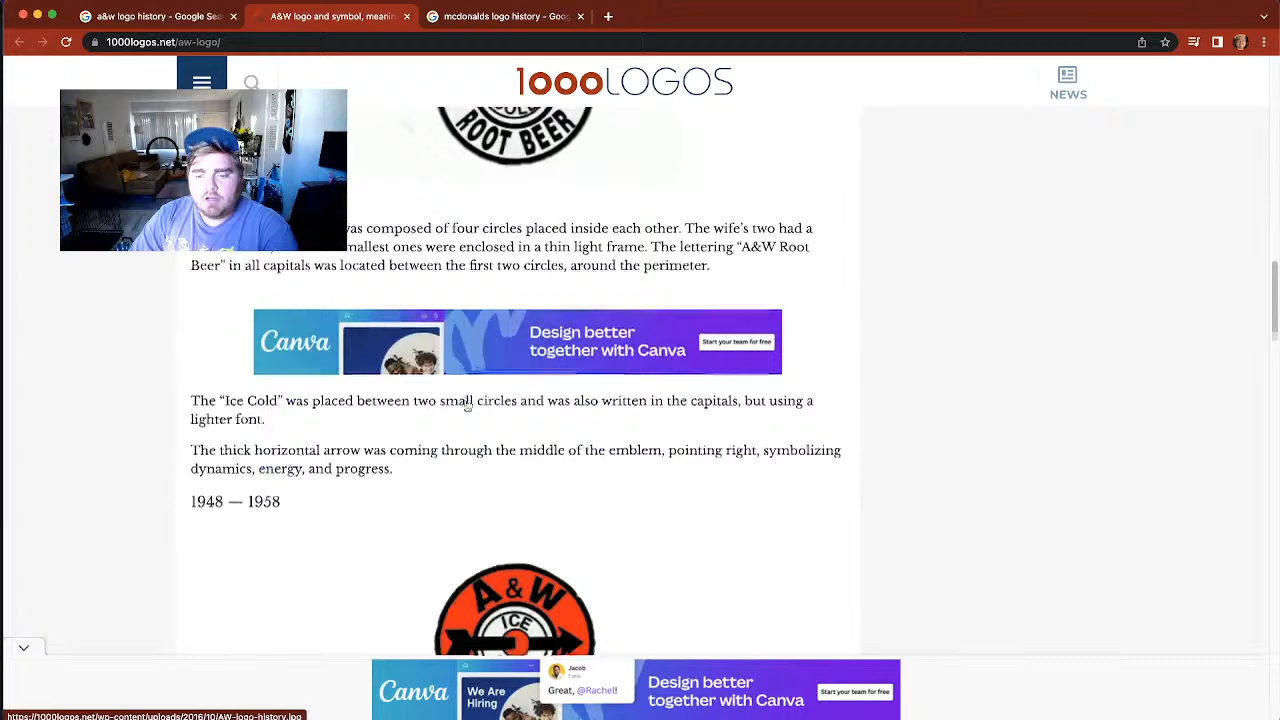 a&w logo history - Google Sea
A&W logo and symbol, meanin
mcdonalds logo history - Goog
1000logos.net/aw-logo/
1000LOGOS
NEWS
ROOT BEER
was composed of four circles placed inside each other. The wife's two had a
smallest ones were enclosed in a thin light frame. The lettering “A&W Root
Beer” in all capitals was located between the first two circles, around the perimeter.
Canva
Design better
together with Canva
Start your team for free
The “Ice Cold” was placed between two small circles and was also written in the capitals, but using a
lighter font.
The thick horizontal arrow was coming through the middle of the emblem, pointing right, symbolizing
dynamics, energy, and progress.
1948 — 1958
A & W
ICE
Canva
We Are
Hiring
Jacob
Great, @Rachel!
Design better
together with Canva
Start your team for free
https://1000logos.net/wp-content/uploads/2016/10/AW-logo-history.jpg